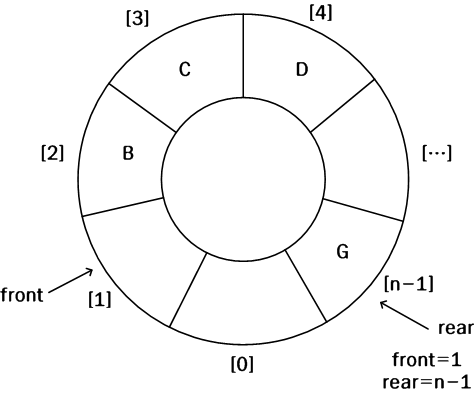 [3]
[4]
C
D
[2]
B
[···]
G
front
[1]
[n−1]
rear
[0]
front=1
rear=n−1